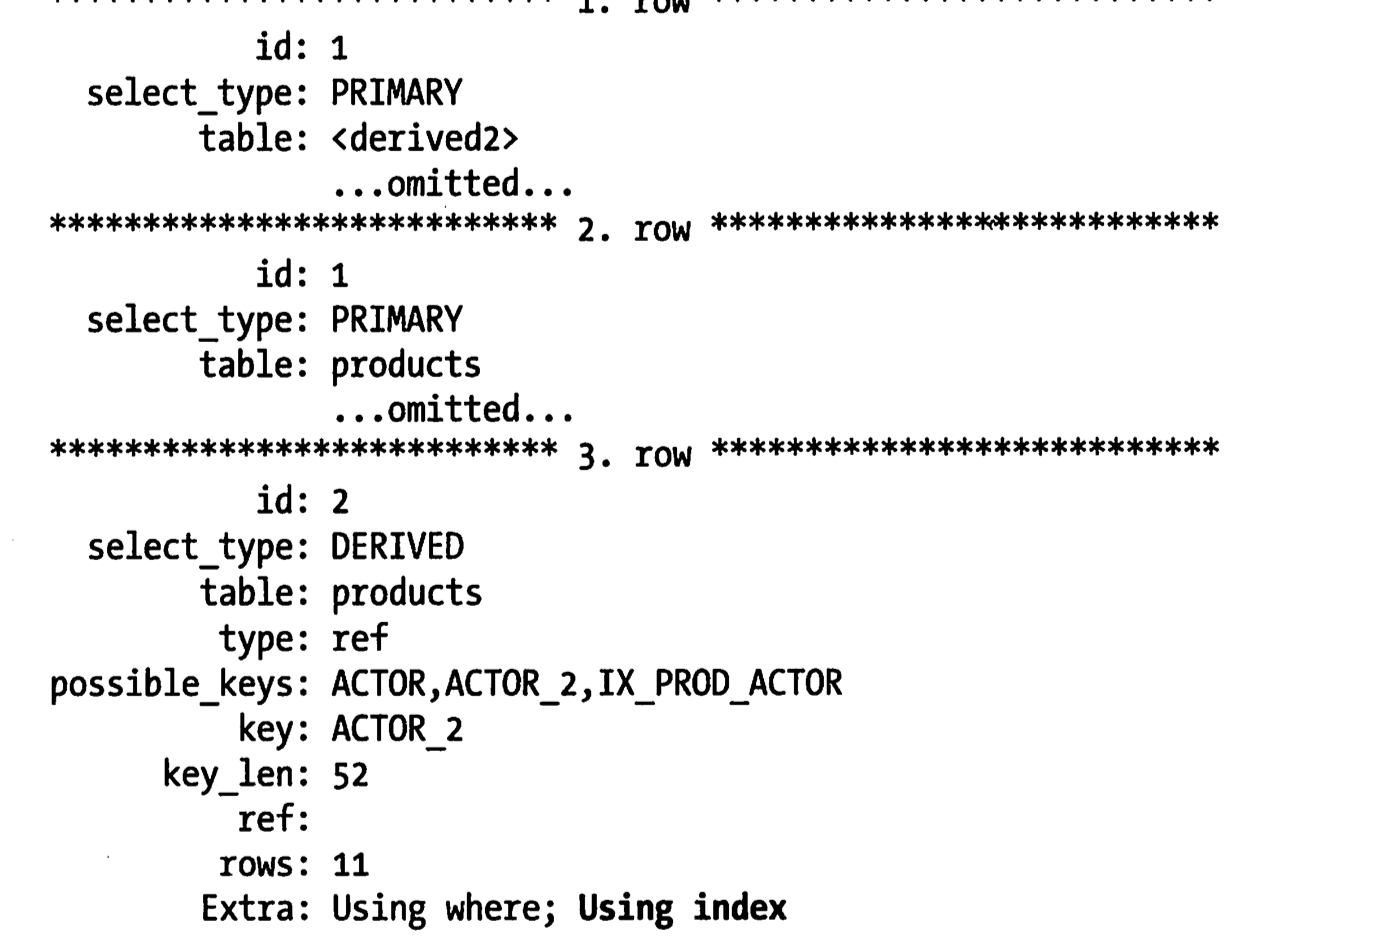 *************************** 1. row ***************************
id: 1
select_type: PRIMARY
table: <derived2>
...omitted...
*************************** 2. row ***************************
id: 1
select_type: PRIMARY
table: products
...omitted...
*************************** 3. row ***************************
id: 2
select_type: DERIVED
table: products
type: ref
possible_keys: ACTOR,ACTOR_2,IX_PROD_ACTOR
key: ACTOR_2
key_len: 52
ref:
rows: 11
Extra: Using where; Using index